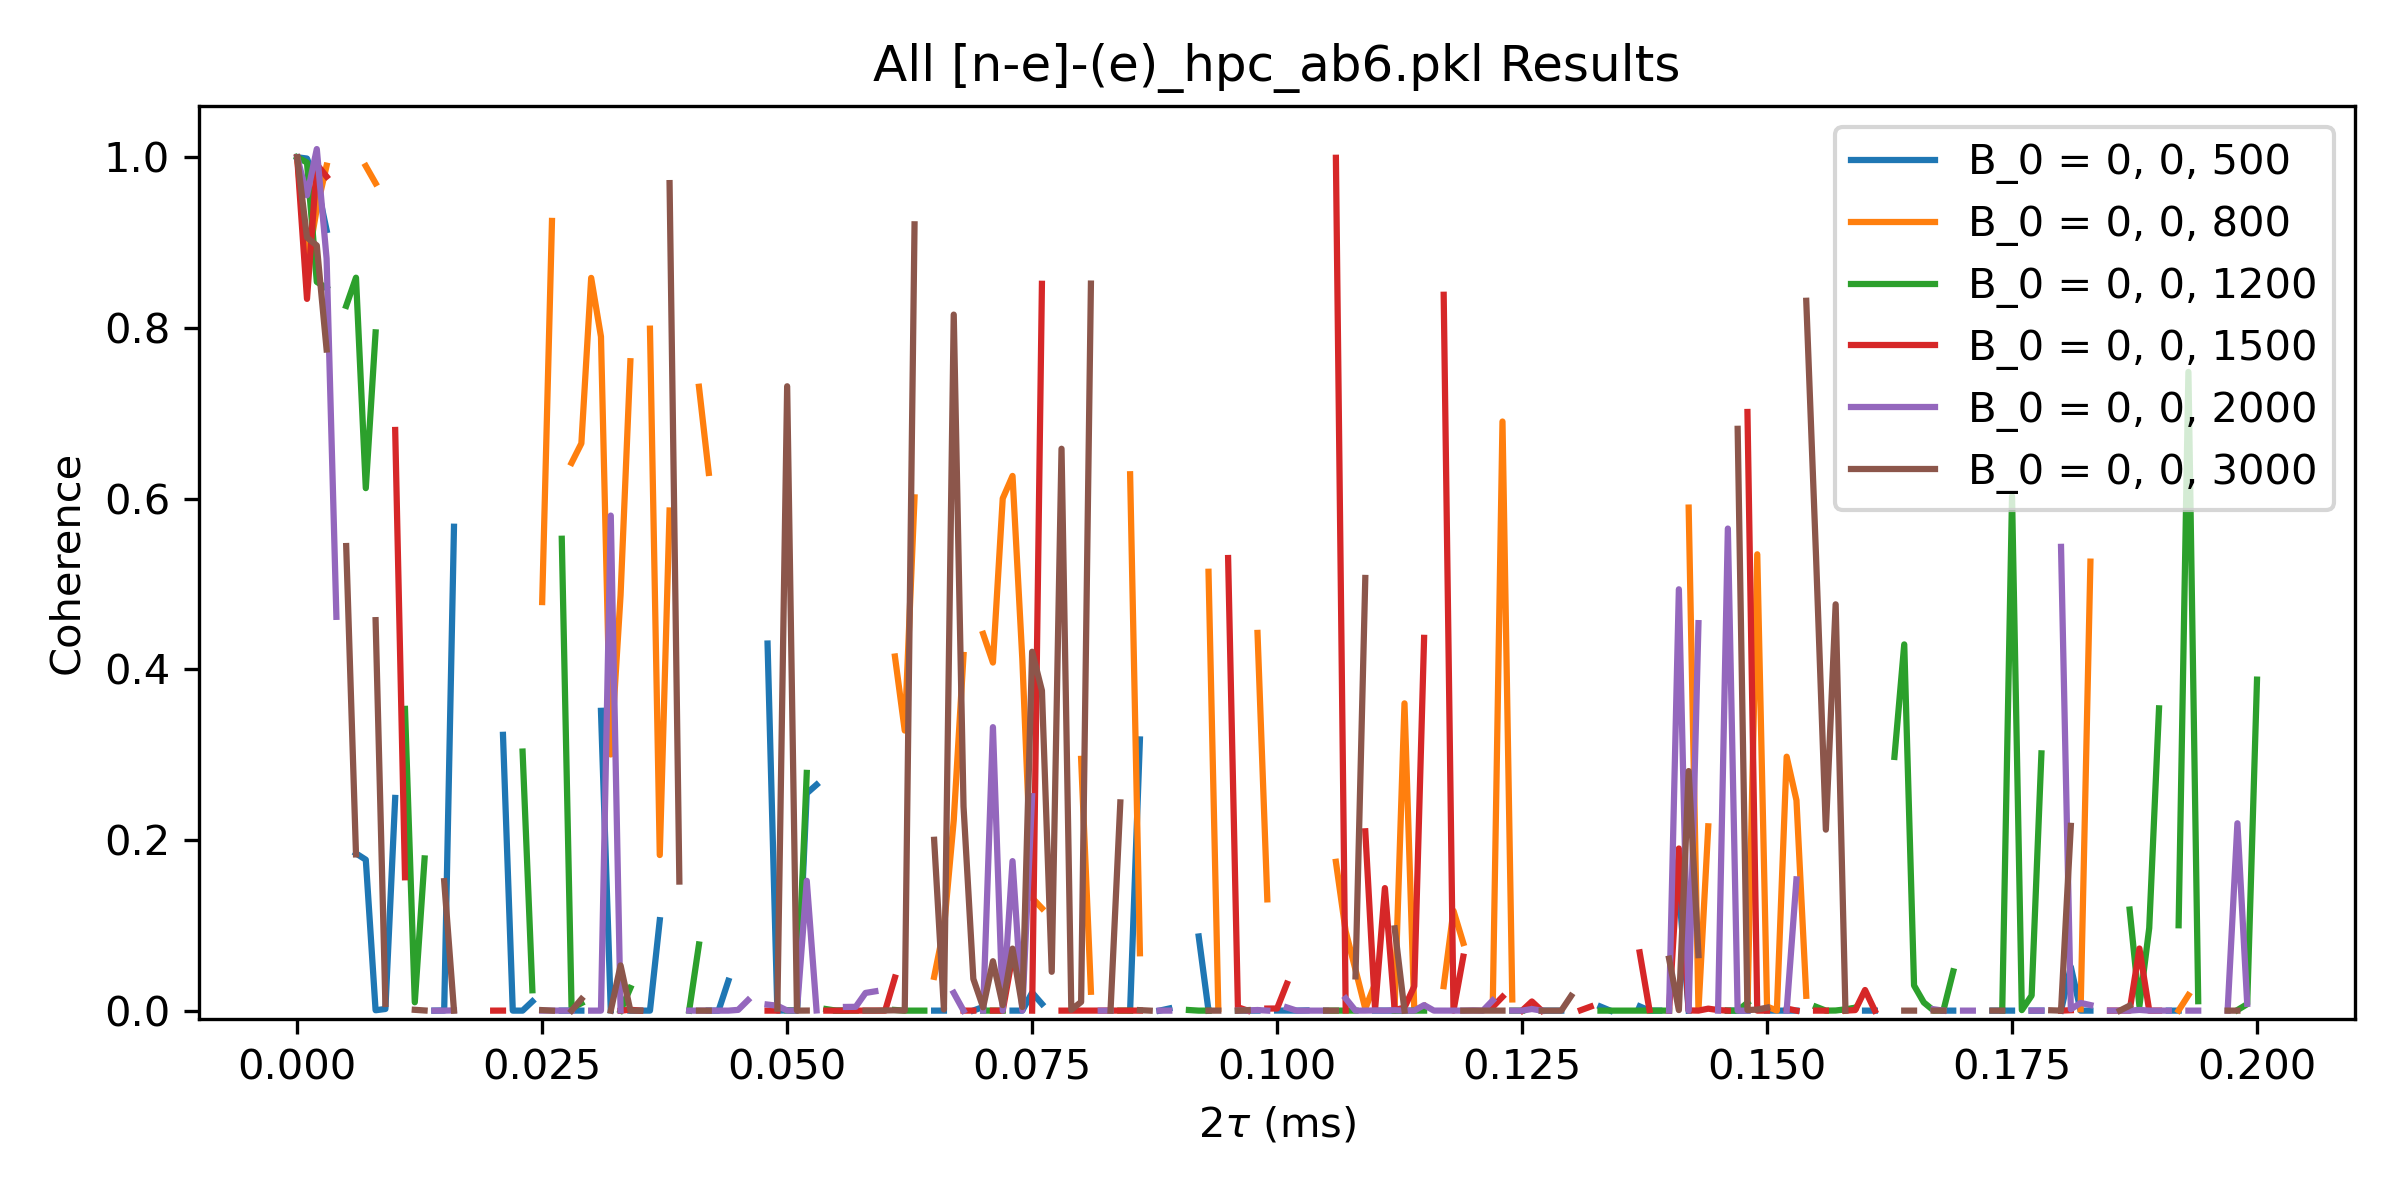 All [n-e]-(e)_hpc_ab6.pkl Results
Coherence
1.0
0.8
0.6
0.4
0.2
0.0
B_0 = 0, 0, 500
B_0 = 0, 0, 800
B_0 = 0, 0, 1200
B_0 = 0, 0, 1500
B_0 = 0, 0, 2000
B_0 = 0, 0, 3000
0.000 0.025 0.050 0.075 0.100 0.125 0.150 0.175 0.200
2τ (ms)